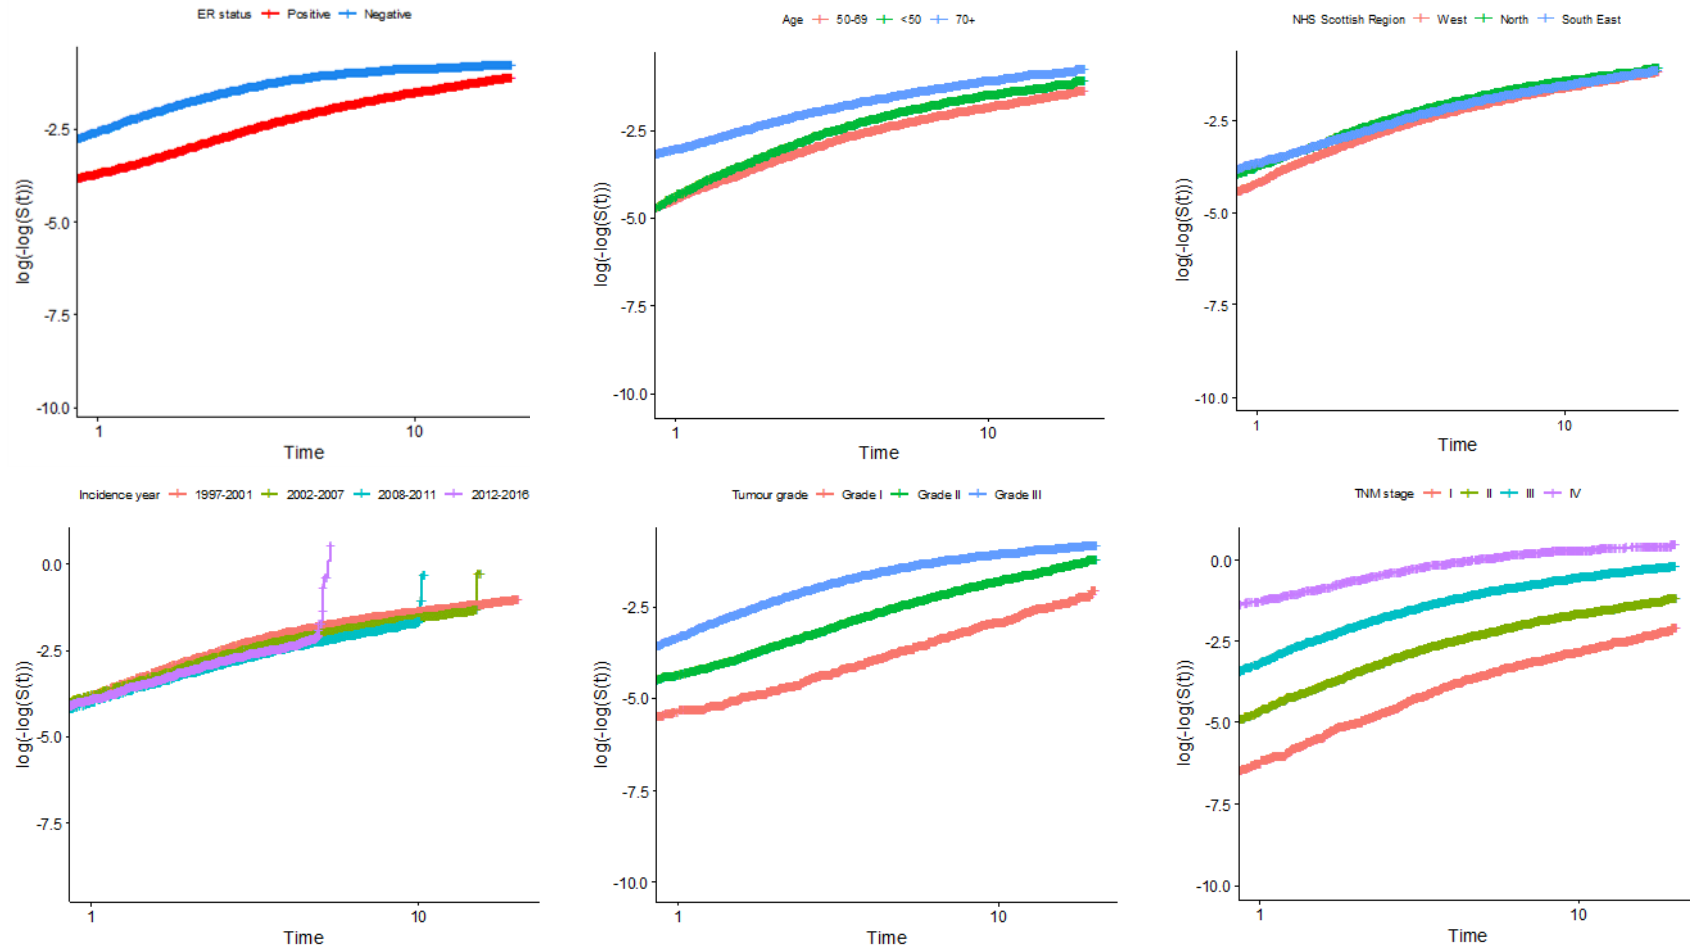 ER status Positive Negative
log(-log(S(t)))
-2.5
-5.0
-7.5
-10.0
1 10
Time
Age 50-69 <50 70+
log(-log(S(t)))
-2.5
-5.0
-7.5
-10.0
1 10
Time
NHS Scottish Region West North South East
log(-log(S(t)))
-2.5
-5.0
-7.5
-10.0
1 10
Time
Incidence year 1997-2001 2002-2007 2008-2011 2012-2016
log(-log(S(t)))
0.0
-2.5
-5.0
-7.5
1 10
Time
Tumour grade Grade I Grade II Grade III
log(-log(S(t)))
-2.5
-5.0
-7.5
-10.0
1 10
Time
TNM stage I II III IV
log(-log(S(t)))
0.0
-2.5
-5.0
-7.5
-10.0
1 10
Time